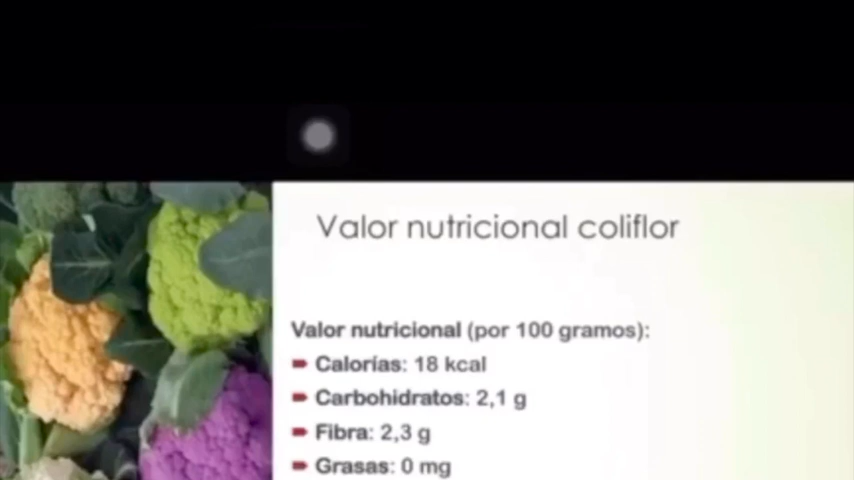 Valor nutricional coliflor
Valor nutricional (por 100 gramos):
Calorías: 18 kcal
Carbohidratos: 2,1 g
Fibra: 2,3 g
Grasas: 0 mg